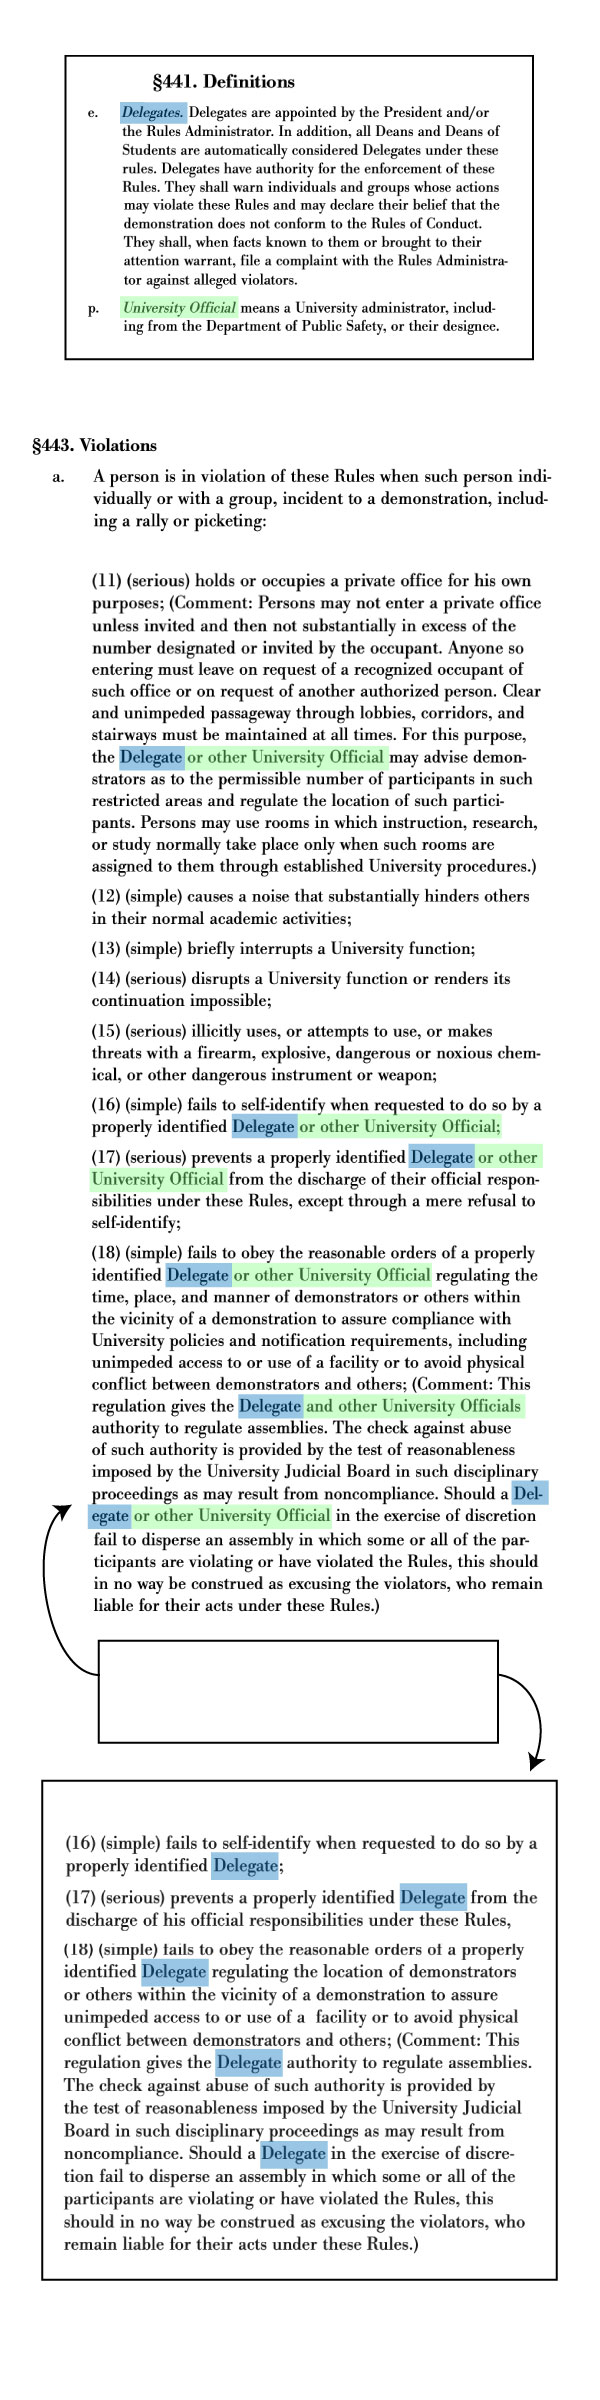 §441. Definitions
e. Delegates. Delegates are appointed by the President and/or
the Rules Administrator. In addition, all Deans and Deans of
Students are automatically considered Delegates under these
rules. Delegates have authority for the enforcement of these
Rules. They shall warn individuals and groups whose actions
may violate these Rules and may declare their belief that the
demonstration does not conform to the Rules of Conduct.
They shall, when facts known to them or brought to their
attention warrant, file a complaint with the Rules Administra-
tor against alleged violators.
p. University Official means a University administrator, includ-
ing from the Department of Public Safety, or their designee.
§443. Violations
a. A person is in violation of these Rules when such person indi-
vidually or with a group, incident to a demonstration, includ-
ing a rally or picketing:
(11) (serious) holds or occupies a private office for his own
purposes; (Comment: Persons may not enter a private office
unless invited and then not substantially in excess of the
number designated or invited by the occupant. Anyone so
entering must leave on request of a recognized occupant of
such office or on request of another authorized person. Clear
and unimpeded passageway through lobbies, corridors, and
stairways must be maintained at all times. For this purpose,
the Delegate or other University Official may advise demon-
strators as to the permissible number of participants in such
restricted areas and regulate the location of such partici-
pants. Persons may use rooms in which instruction, research,
or study normally take place only when such rooms are
assigned to them through established University procedures.)
(12) (simple) causes a noise that substantially hinders others
in their normal academic activities;
(13) (simple) briefly interrupts a University function;
(14) (serious) disrupts a University function or renders its
continuation impossible;
(15) (serious) illicitly uses, or attempts to use, or makes
threats with a firearm, explosive, dangerous or noxious chem-
ical, or other dangerous instrument or weapon;
(16) (simple) fails to self-identify when requested to do so by a
properly identified Delegate or other University Official;
(17) (serious) prevents a properly identified Delegate or other
University Official from the discharge of their official respon-
sibilities under these Rules, except through a mere refusal to
self-identify;
(18) (simple) fails to obey the reasonable orders of a properly
identified Delegate or other University Official regulating the
time, place, and manner of demonstrators or others within
the vicinity of a demonstration to assure compliance with
University policies and notification requirements, including
unimpeded access to or use of a facility or to avoid physical
conflict between demonstrators and others; (Comment: This
regulation gives the Delegate and other University Officials
authority to regulate assemblies. The check against abuse
of such authority is provided by the test of reasonableness
imposed by the University Judicial Board in such disciplinary
proceedings as may result from noncompliance. Should a Del-
egate or other University Official in the exercise of discretion
fail to disperse an assembly in which some or all of the par-
ticipants are violating or have violated the Rules, this should
in no way be construed as excusing the violators, who remain
liable for their acts under these Rules.)
(16) (simple) fails to self-identify when requested to do so by a
properly identified Delegate;
(17) (serious) prevents a properly identified Delegate from the
discharge of his official responsibilities under these Rules,
(18) (simple) fails to obey the reasonable orders of a properly
identified Delegate regulating the location of demonstrators
or others within the vicinity of a demonstration to assure
unimpeded access to or use of a facility or to avoid physical
conflict between demonstrators and others; (Comment: This
regulation gives the Delegate authority to regulate assemblies.
The check against abuse of such authority is provided by
the test of reasonableness imposed by the University Judicial
Board in such disciplinary proceedings as may result from
noncompliance. Should a Delegate in the exercise of discre-
tion fail to disperse an assembly in which some or all of the
participants are violating or have violated the Rules, this
should in no way be construed as excusing the violators, who
remain liable for their acts under these Rules.)